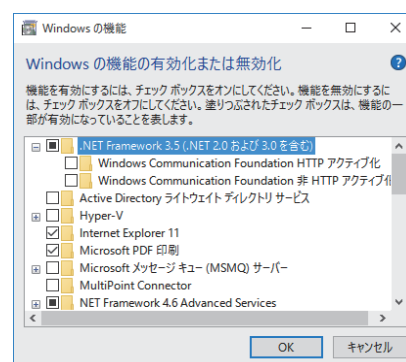 Windows の機能
Windows の機能の有効化または無効化
機能を有効にするには、チェック ボックスをオンにしてください。機能を無効にするに
は、チェック ボックスをオフにしてください。塗りつぶされたチェック ボックスは、機能の一
部が有効になっていることを表します。
.NET Framework 3.5 (.NET 2.0 および 3.0 を含む)
Windows Communication Foundation HTTP アクティブ化
Windows Communication Foundation 非 HTTP アクティブ化
Active Directory ライトウェイト ディレクトリ サービス
Hyper-V
Internet Explorer 11
Microsoft PDF 印刷
Microsoft メッセージ キュー (MSMQ) サーバー
MultiPoint Connector
NET Framework 4.6 Advanced Services
OK キャンセル